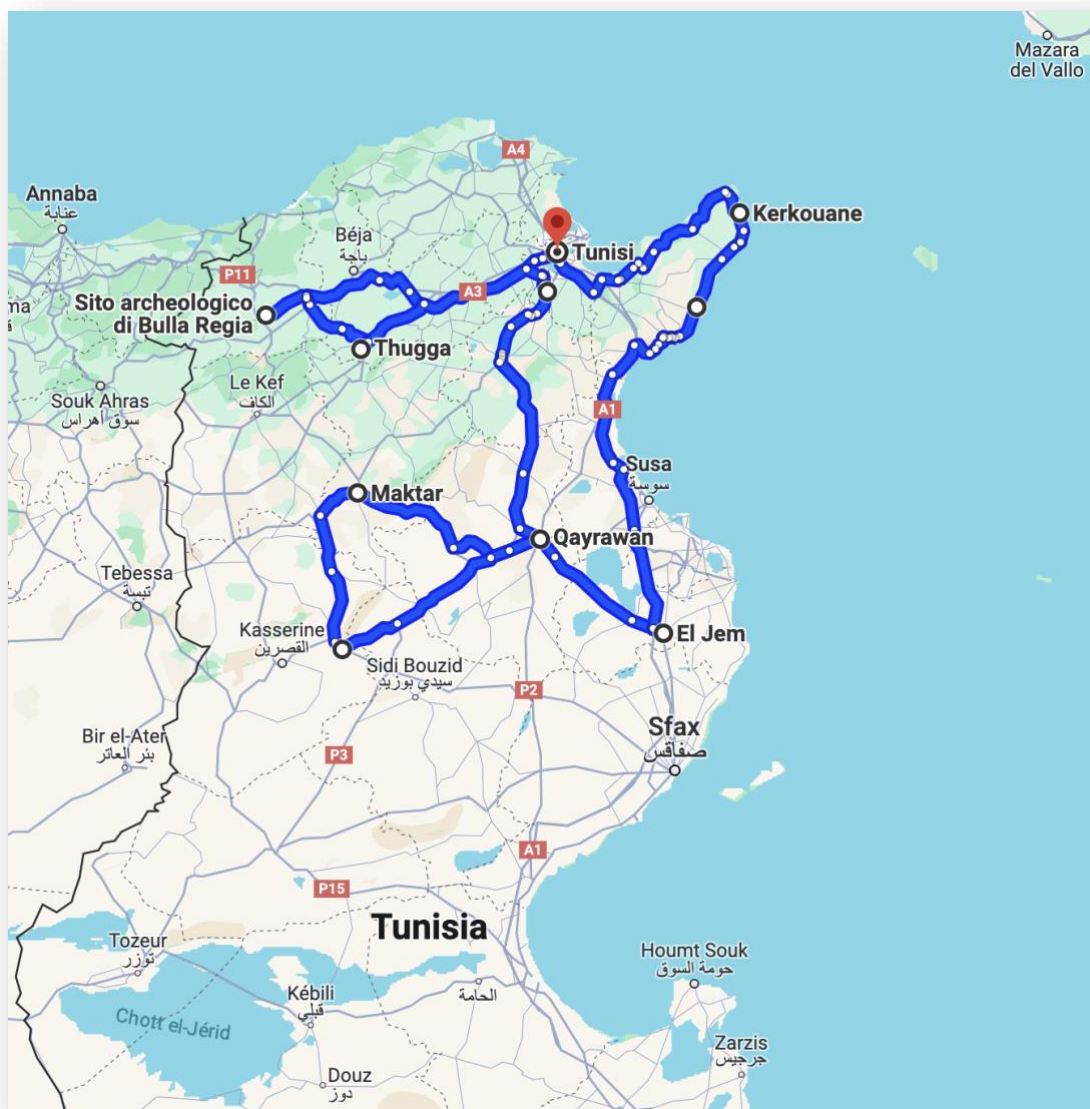 Mazara
del Vallo
A4
Annaba
عنابة
Kerkouane
Béja
باجة
Tunisi
P11
A3
Sito archeologico
di Bulla Regia
ma
Thugga
Le Kef
الكاف
Souk Ahras
سوق أهراس
A1
Susa
سوسة
Maktar
Qayrawān
Tebessa
تبسة
Kasserine
القصرين
El Jem
Sidi Bouzid
سيدي بوزيد
P2
Sfax
صفاقس
Bir el-Ater
بئر العاتر
P3
A1
P15
Tunisia
Tozeur
توزر
Houmt Souk
حومة السوق
Kébili
قبلي
الحامة
Chott el-Jérid
Zarzis
جرجيس
Douz
دوز